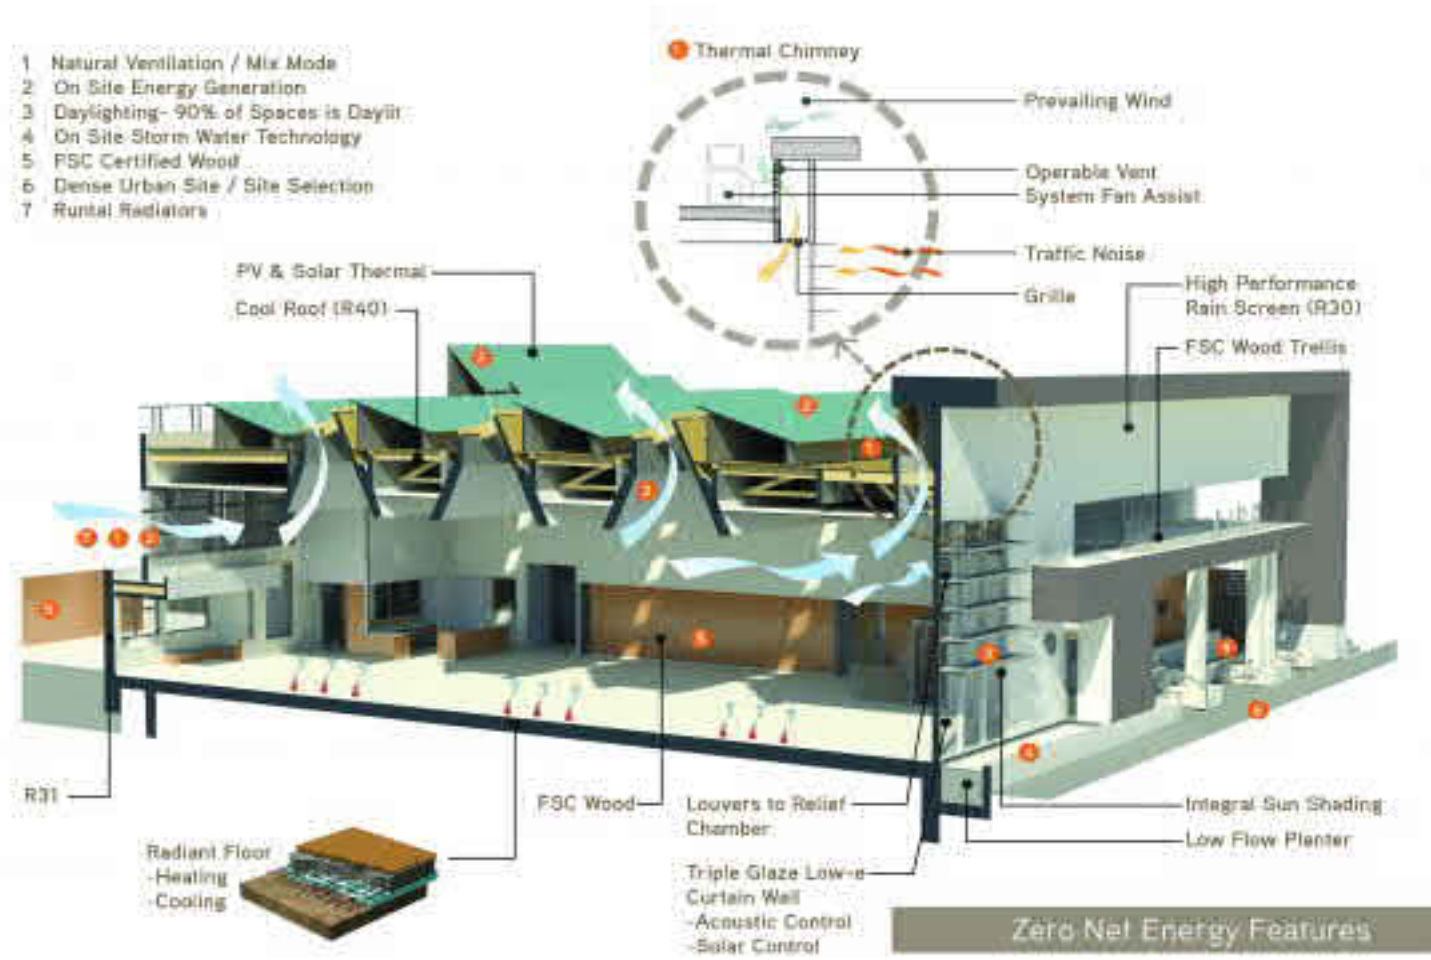 1 Natural Ventilation / Mix Mode
2 On Site Energy Generation
3 Daylighting- 90% of Spaces is Daylit
4 On Site Storm Water Technology
5 FSC Certified Wood
6 Dense Urban Site / Site Selection
7 Runtal Radiators
1 Thermal Chimney
Prevailing Wind
Operable Vent
System Fan Assist
Traffic Noise
Grille
PV & Solar Thermal
Cool Roof (R40)
High Performance
Rain Screen (R30)
FSC Wood Trellis
R31
Radiant Floor
-Heating
-Cooling
FSC Wood
Louvers to Relief
Chamber
Triple Glaze Low-e
Curtain Wall
-Acoustic Control
-Solar Control
Integral Sun Shading
Low Flow Planter
Zero Net Energy Features